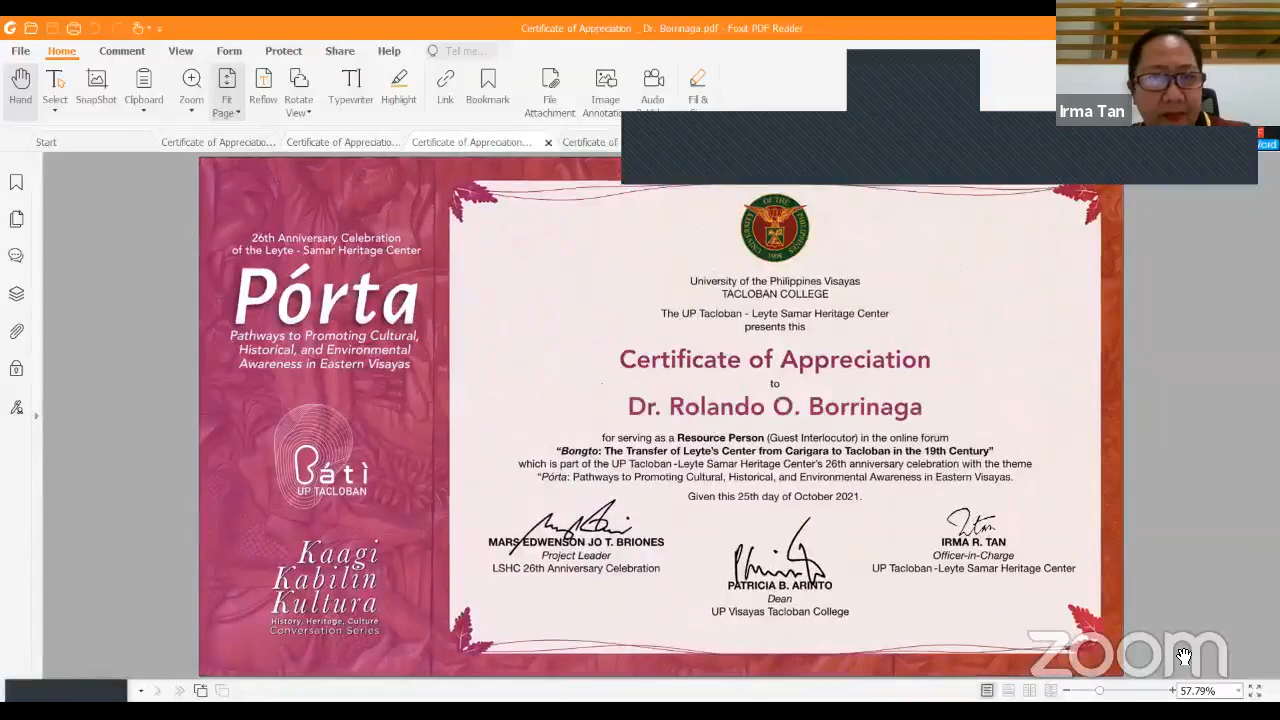 Certificate of Appreciation _ Dr. Borrinaga.pdf - Foxit PDF Reader
File Home Comment View Form Protect Share Help Tell me...
Hand Select SnapShot Clipboard Zoom Fit Page Reflow Rotate View Typewriter Highlight Link Bookmark File Attachment Image Audio Fill &
Irma Tan
Start Certificate of Appreciatio... Certificate of Appreciatio... Certificate of Appreciation... Certificate of
26th Anniversary Celebration
of the Leyte - Samar Heritage Center
Pórta
Pathways to Promoting Cultural,
Historical, and Environmental
Awareness in Eastern Visayas
Báti
UP TACLOBAN
Kaagi
Kabilin
Kultura
History, Heritage, Culture
Conversation Series
UNIVERSITY OF THE PHILIPPINES
1908
University of the Philippines Visayas
TACLOBAN COLLEGE
The UP Tacloban - Leyte Samar Heritage Center
presents this
Certificate of Appreciation
to
Dr. Rolando O. Borrinaga
for serving as a Resource Person (Guest Interlocutor) in the online forum
“Bongto: The Transfer of Leyte’s Center from Carigara to Tacloban in the 19th Century”
which is part of the UP Tacloban-Leyte Samar Heritage Center’s 26th anniversary celebration with the theme
“Pórta: Pathways to Promoting Cultural, Historical, and Environmental Awareness in Eastern Visayas.
Given this 25th day of October 2021.
MARS EDWENSON JO T. BRIONES
Project Leader
LSHC 26th Anniversary Celebration
PATRICIA B. ARINTO
Dean
UP Visayas Tacloban College
IRMA R. TAN
Officer-in-Charge
UP Tacloban-Leyte Samar Heritage Center
zoom
57.79%